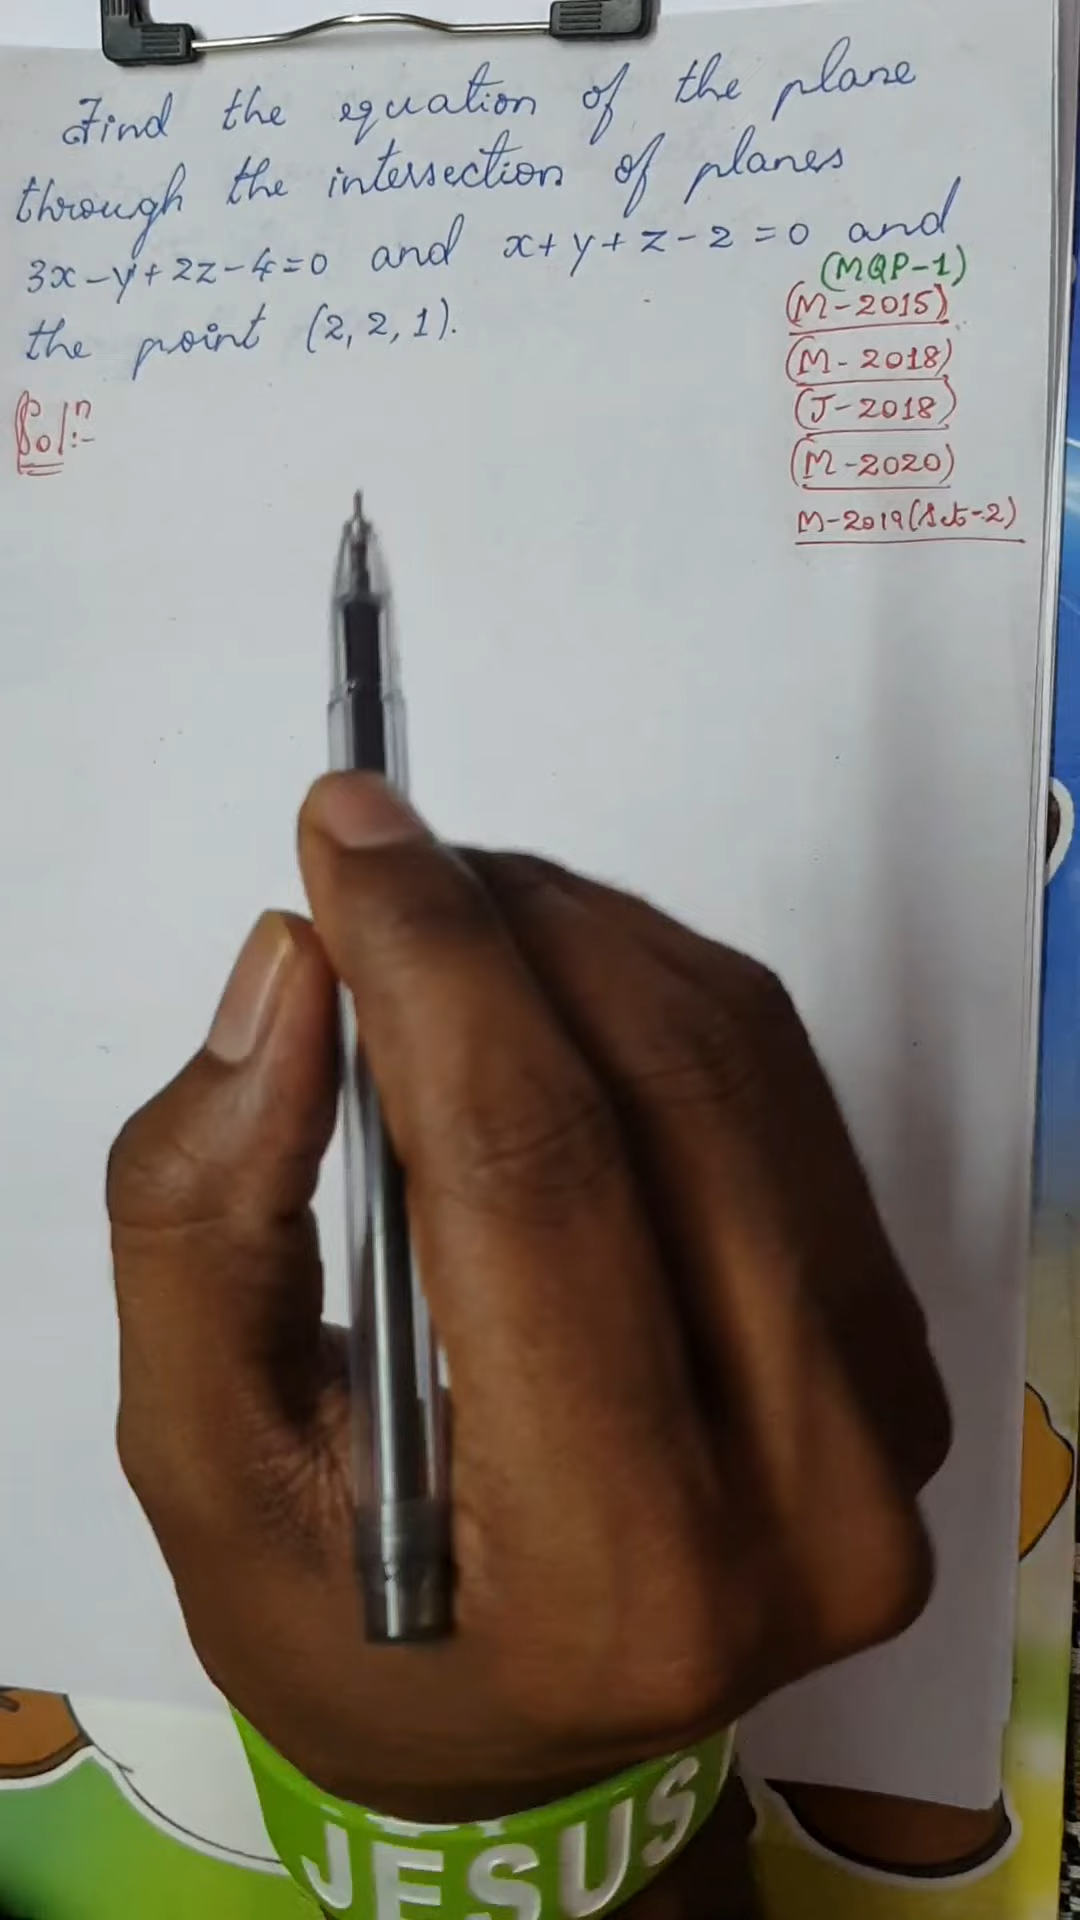 Find the equation of the plane
through the intersection of planes
3x-y+2z-4=0 and x+y+z-2=0 and
(MQP-1)
the point (2, 2, 1).
(M-2015)
(M-2018)
(J-2018)
(M-2020)
M-2019(Set-2)
Solⁿ:-
JESUS